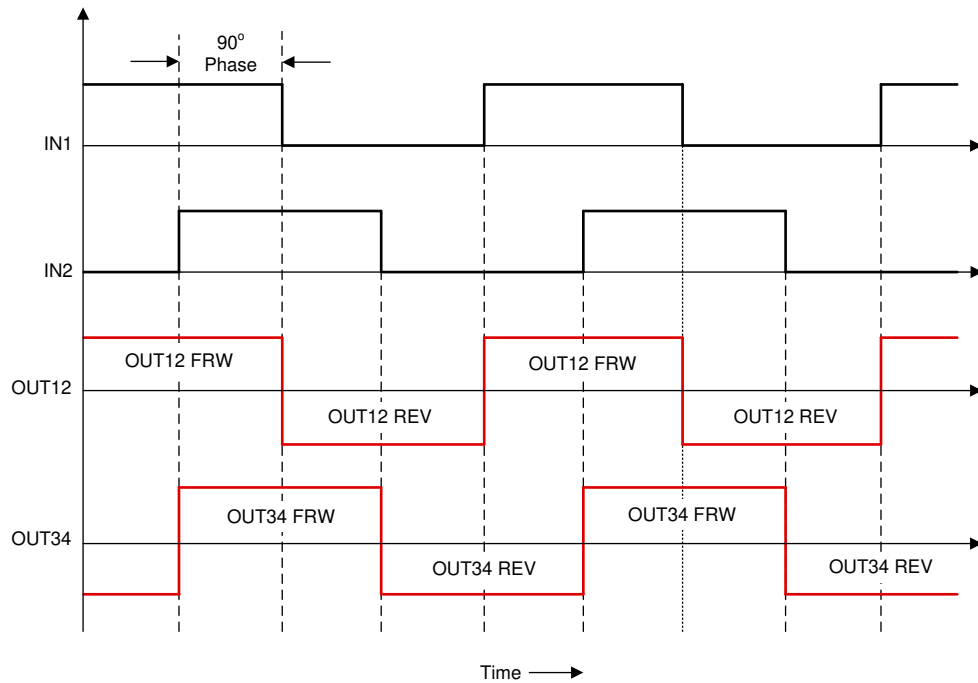 90°
Phase
IN1
IN2
OUT12 FRW
OUT12 FRW
OUT12
OUT12 REV
OUT12 REV
OUT34 FRW
OUT34 FRW
OUT34
OUT34 REV
OUT34 REV
Time